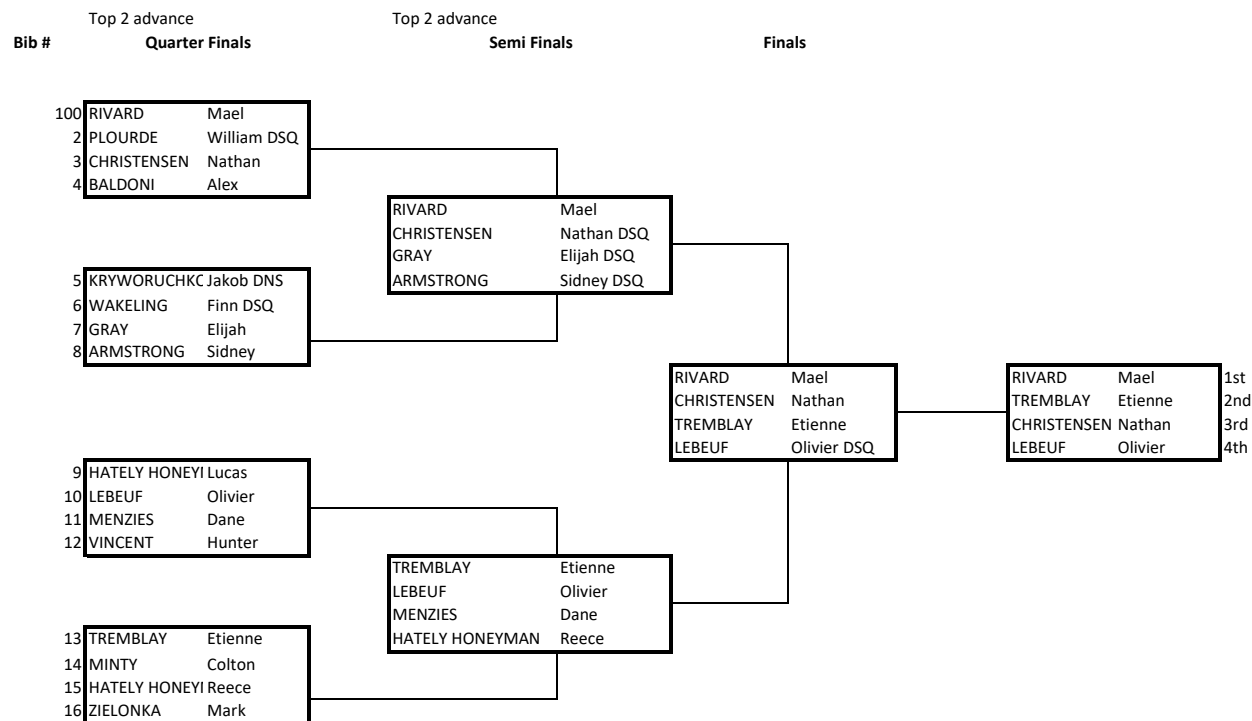 Top 2 advance Top 2 advance
Bib # Quarter Finals Semi Finals Finals
100 RIVARD Mael
2 PLOURDE William DSQ
3 CHRISTENSEN Nathan
4 BALDONI Alex
RIVARD Mael
CHRISTENSEN Nathan DSQ
GRAY Elijah DSQ
ARMSTRONG Sidney DSQ
5 KRYWORUCHKC Jakob DNS
6 WAKELING Finn DSQ
7 GRAY Elijah
8 ARMSTRONG Sidney
RIVARD Mael
CHRISTENSEN Nathan
TREMBLAY Etienne
LEBEUF Olivier DSQ
RIVARD Mael 1st
TREMBLAY Etienne 2nd
CHRISTENSEN Nathan 3rd
LEBEUF Olivier 4th
9 HATELY HONEYI Lucas
10 LEBEUF Olivier
11 MENZIES Dane
12 VINCENT Hunter
TREMBLAY Etienne
LEBEUF Olivier
MENZIES Dane
HATELY HONEYMAN Reece
13 TREMBLAY Etienne
14 MINTY Colton
15 HATELY HONEYI Reece
16 ZIELONKA Mark